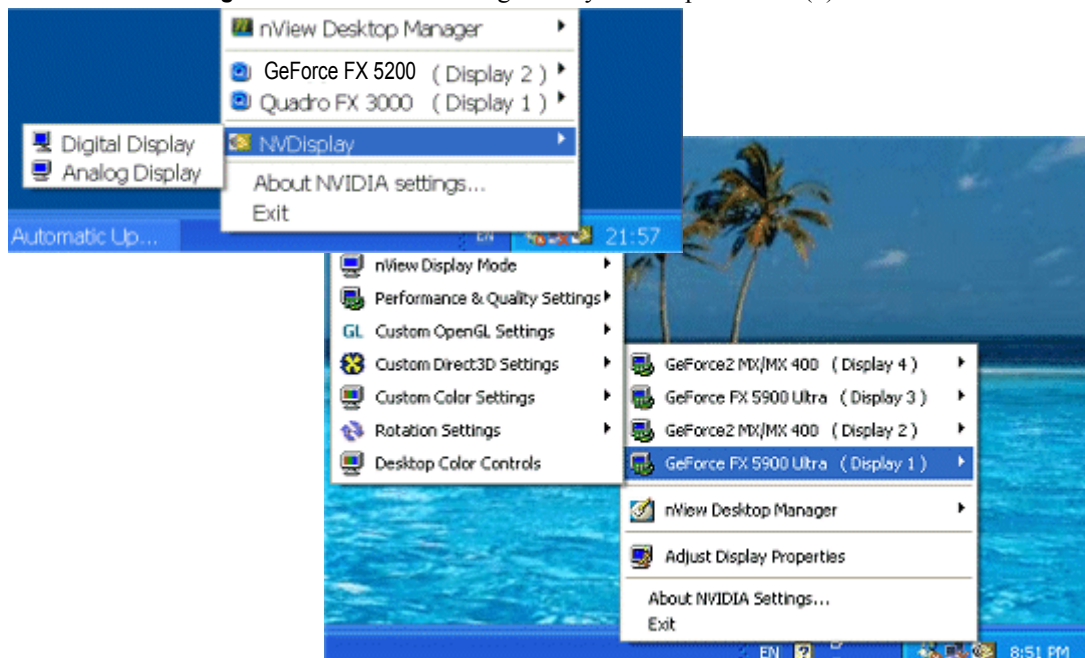 nView Desktop Manager
GeForce FX 5200 ( Display 2 )
Quadro FX 3000 ( Display 1 )
NVDisplay
Digital Display
Analog Display
About NVIDIA settings...
Exit
Automatic Up...
EN 21:57
nView Display Mode
Performance & Quality Settings
GL Custom OpenGL Settings
Custom Direct3D Settings
Custom Color Settings
Rotation Settings
Desktop Color Controls
GeForce2 MX/MX 400 ( Display 4 )
GeForce FX 5900 Ultra ( Display 3 )
GeForce2 MX/MX 400 ( Display 2 )
GeForce FX 5900 Ultra ( Display 1 )
nView Desktop Manager
Adjust Display Properties
About NVIDIA Settings...
Exit
EN ? 8:51 PM